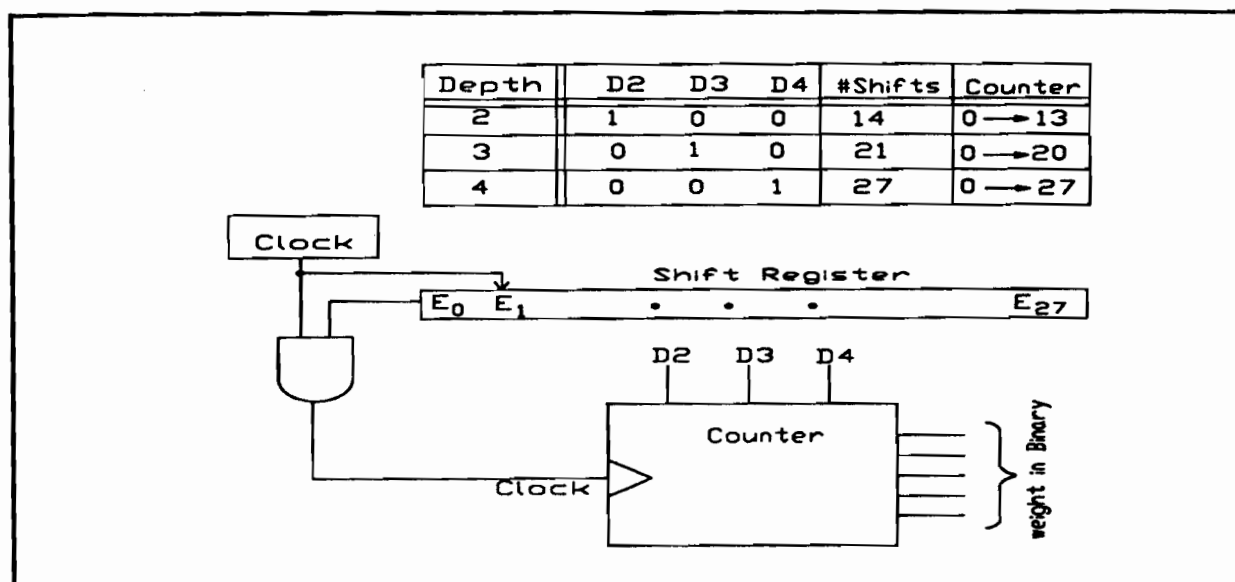 Depth D2 D3 D4 #Shifts Counter
2 1 0 0 14 0→13
3 0 1 0 21 0→20
4 0 0 1 27 0→27
Clock
Shift Register
E0 E1 • • • E27
D2 D3 D4
Counter
Clock
weight in Binary